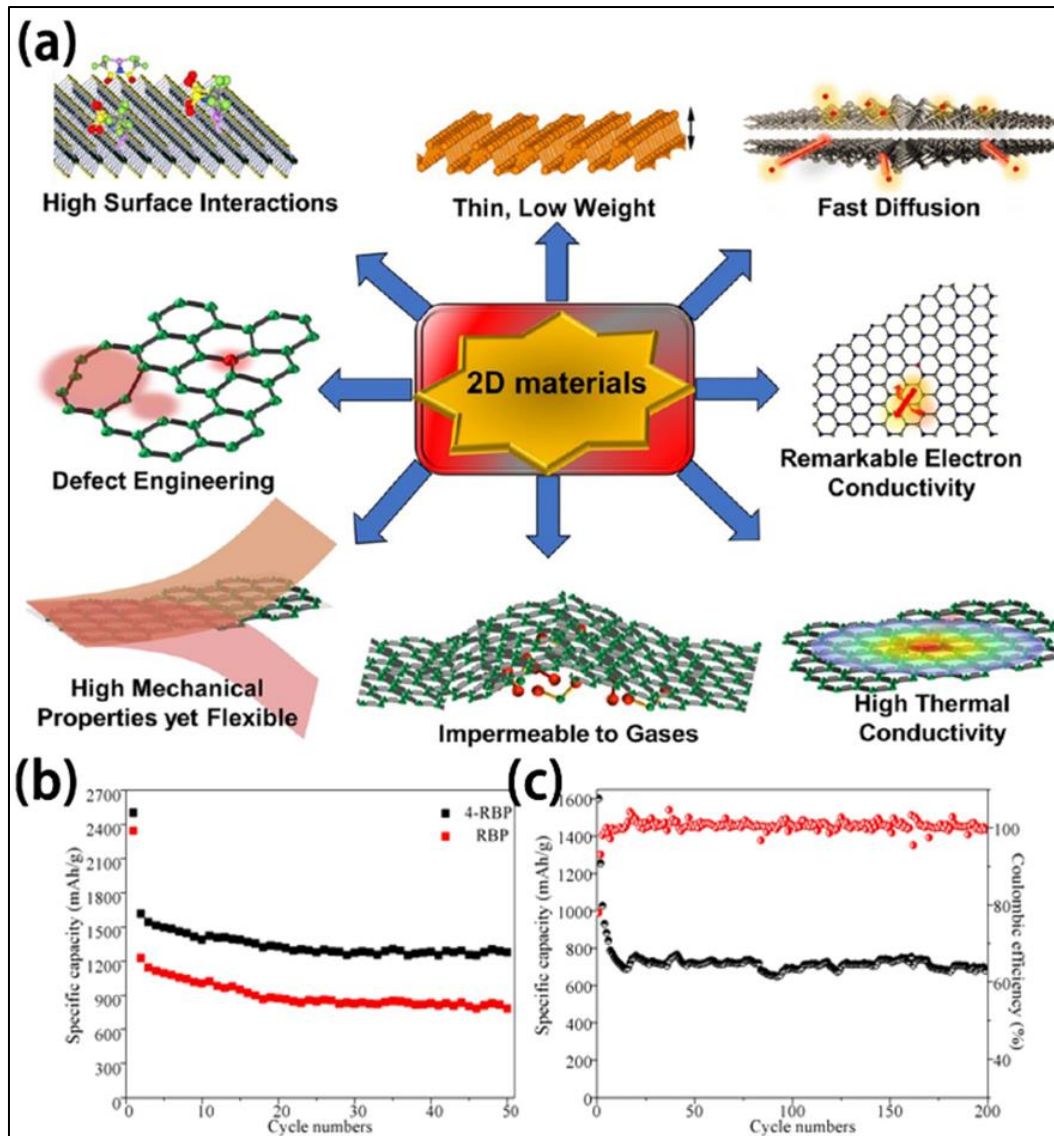 (a)
High Surface Interactions
Thin, Low Weight
Fast Diffusion
2D materials
Defect Engineering
Remarkable Electron
Conductivity
High Mechanical
Properties yet Flexible
Impermeable to Gases
High Thermal
Conductivity
(b)
2700
2400
2100
1800
1500
1200
900
600
300
0
Specific capacity (mAh/g)
4-RBP
RBP
0
10
20
30
40
50
Cycle numbers
(c)
1600
1400
1200
1000
800
600
400
200
0
Specific capacity (mAh/g)
100
80
60
40
Coulombic efficiency (%)
0
50
100
150
200
Cycle numbers